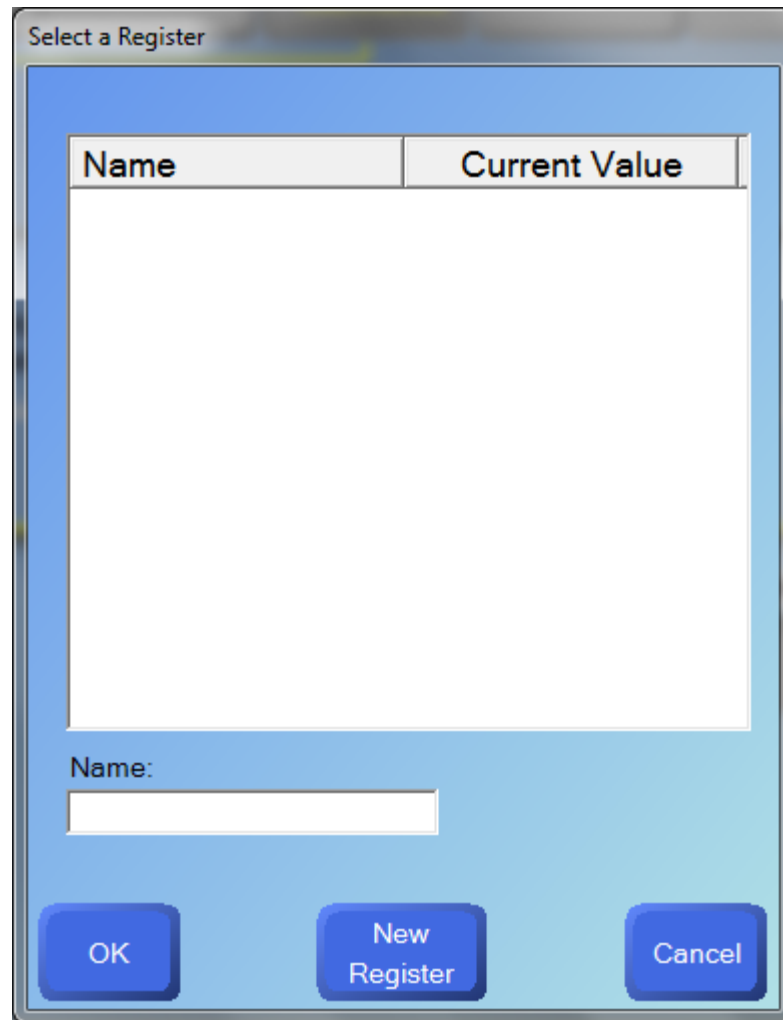 Select a Register
Name Current Value
Name:
OK
New
Register
Cancel